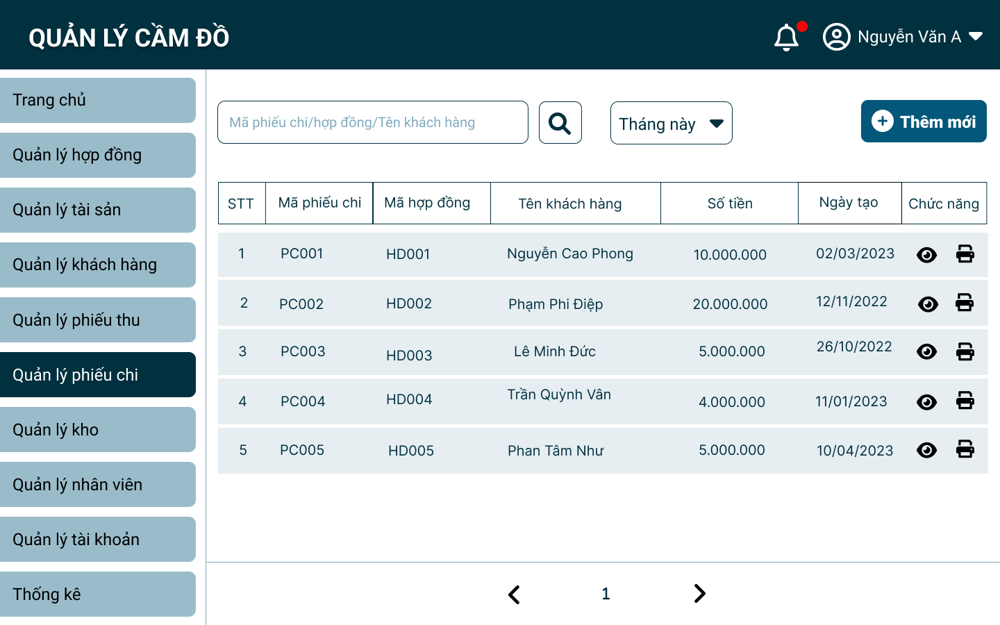 QUẢN LÝ CẦM ĐỒ
Nguyễn Văn A
Trang chủ
Quản lý hợp đồng
Quản lý tài sản
Quản lý khách hàng
Quản lý phiếu thu
Quản lý phiếu chi
Quản lý kho
Quản lý nhân viên
Quản lý tài khoản
Thống kê
Mã phiếu chi/hợp đồng/Tên khách hàng
Tháng này
Thêm mới
STT Mã phiếu chi Mã hợp đồng Tên khách hàng Số tiền Ngày tạo Chức năng
1 PC001 HD001 Nguyễn Cao Phong 10.000.000 02/03/2023
2 PC002 HD002 Phạm Phi Điệp 20.000.000 12/11/2022
3 PC003 HD003 Lê Minh Đức 5.000.000 26/10/2022
4 PC004 HD004 Trần Quỳnh Vân 4.000.000 11/01/2023
5 PC005 HD005 Phan Tâm Như 5.000.000 10/04/2023
1